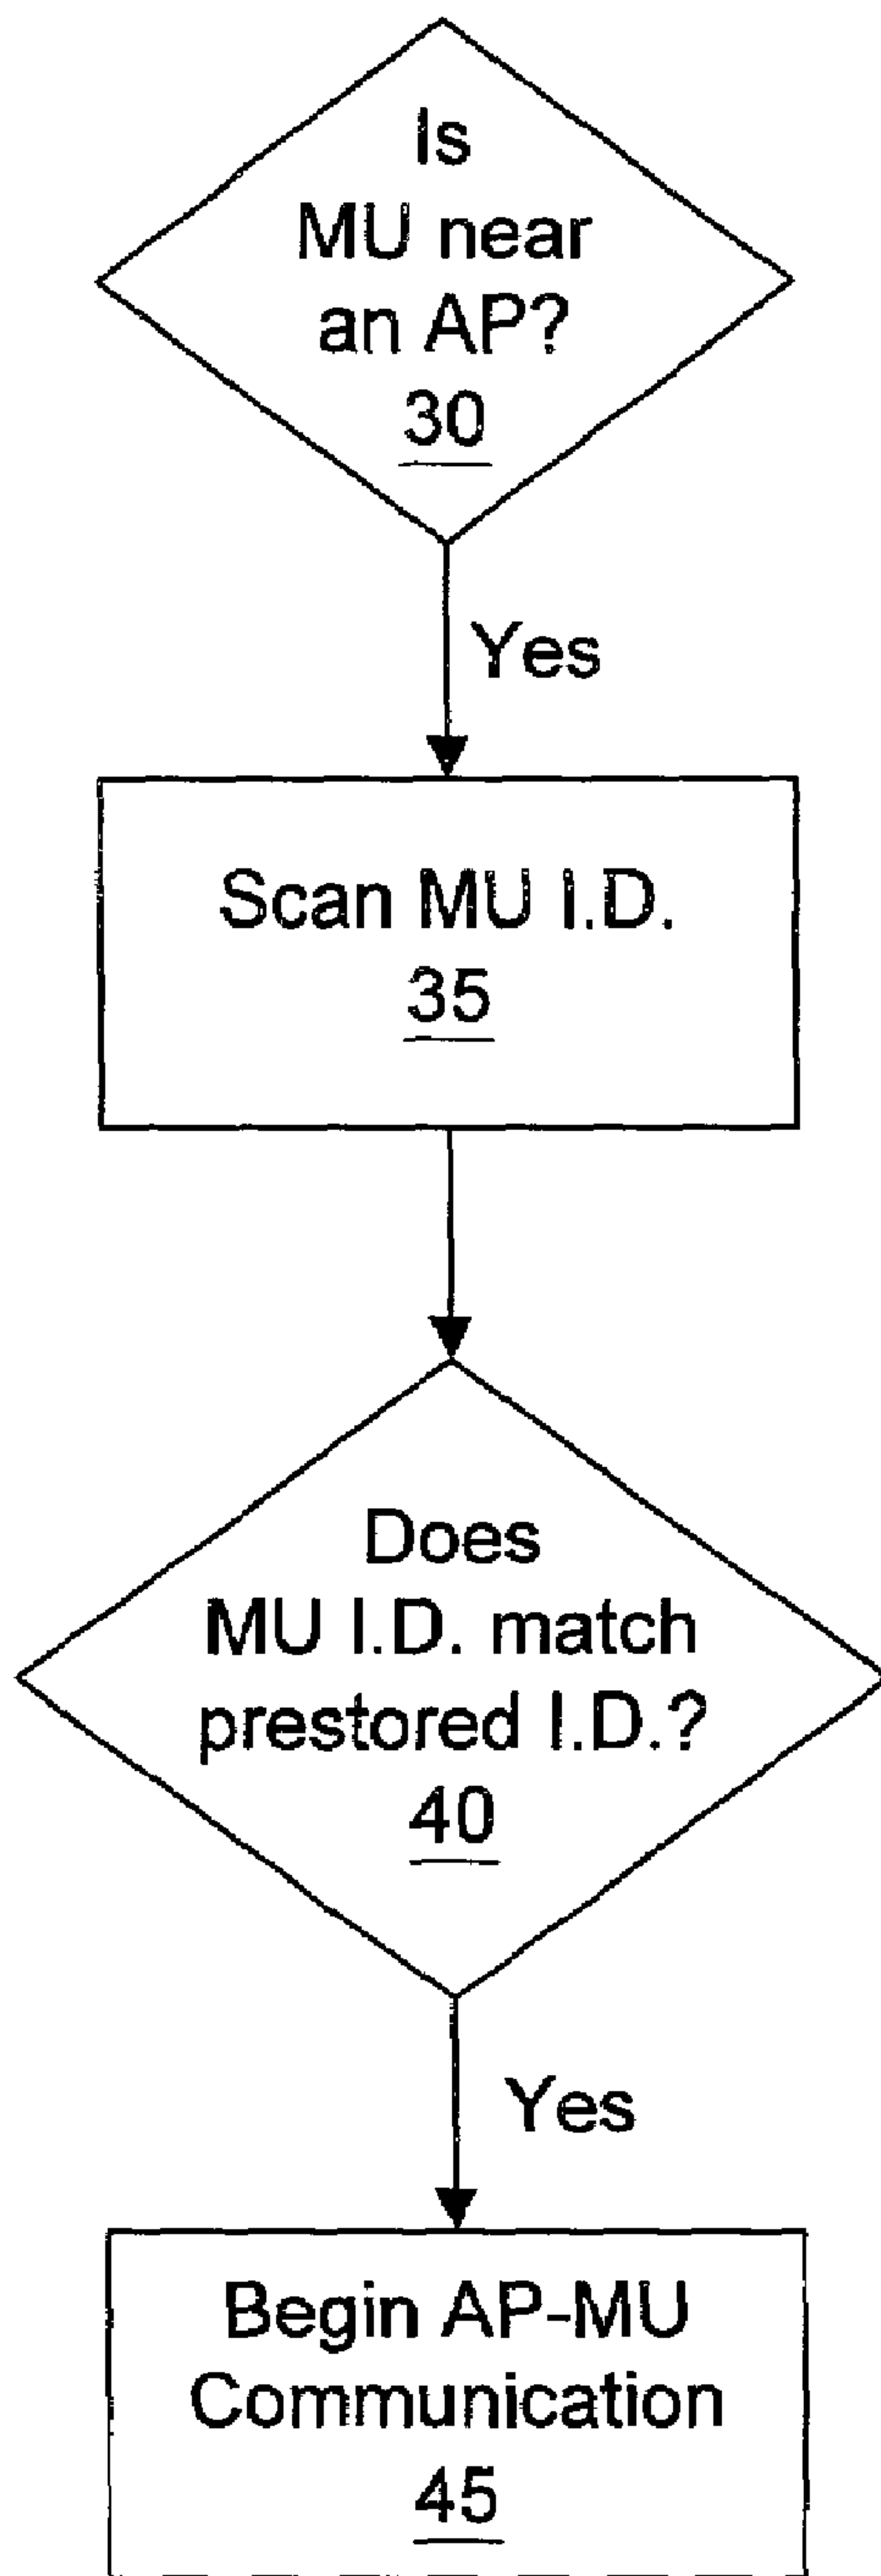 Is
MU near
an AP?
30
Yes
Scan MU I.D.
35
Does
MU I.D. match
prestored I.D.?
40
Yes
Begin AP-MU
Communication
45